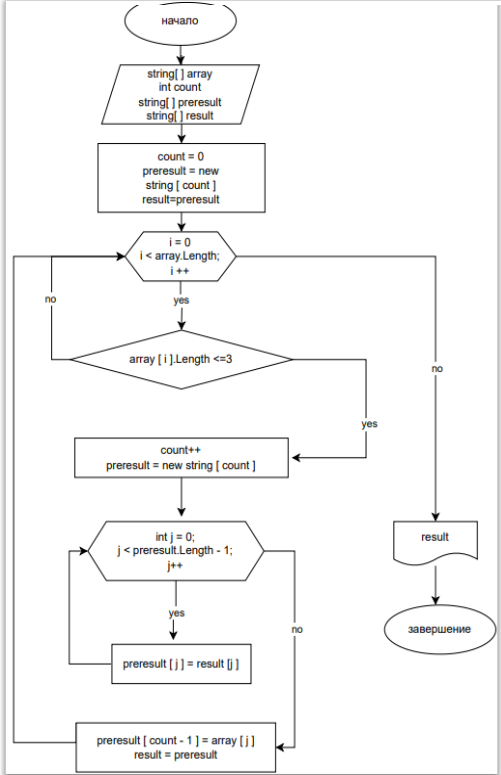 начало
string[ ] array
int count
string[ ] preresult
string[ ] result
count = 0
preresult = new
string [ count ]
result=preresult
i = 0
i < array.Length;
i ++
no
yes
array [ i ].Length <=3
no
yes
count++
preresult = new string [ count ]
int j = 0;
j < preresult.Length - 1;
j++
result
yes
no
завершение
preresult [ j ] = result [j ]
preresult [ count - 1 ] = array [ j ]
result = preresult